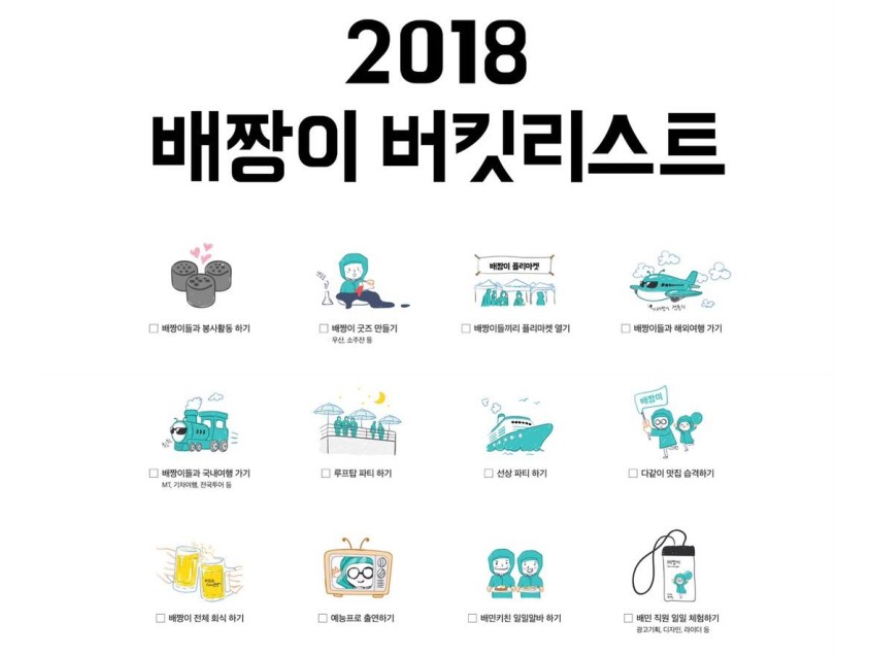 2018
배짱이 버킷리스트
배짱이 플리마켓
배짱이들과 봉사활동 하기
배짱이 굿즈 만들기
우산, 소주잔 등
배짱이들끼리 플리마켓 열기
배짱이들과 해외여행 가기
배짱이
배짱이들과 국내여행 가기
MT, 기차여행, 전국투어 등
루프탑 파티 하기
선상 파티 하기
다같이 맛집 습격하기
배짱이
배짱이 전체 회식 하기
예능프로 출연하기
배민키친 일일알바 하기
배민 직원 일일 체험하기
광고기획, 디자인, 라이더 등